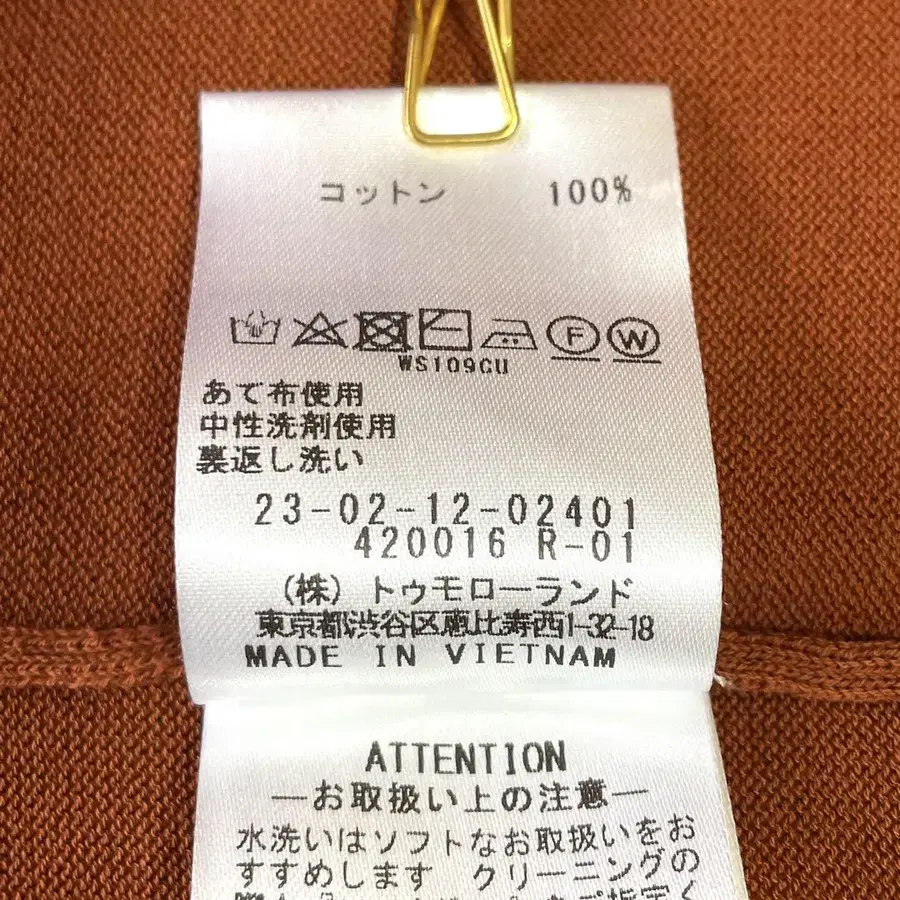 コットン 100%
F W
WS109CU
あて布使用
中性洗剤使用
裏返し洗い
23-02-12-02401
420016 R-01
(株) トゥモローランド
東京都渋谷区恵比寿西1-32-18
MADE IN VIETNAM
ATTENTION
―お取扱い上の注意―
水洗いはソフトなお取扱いをお
すすめします クリーニングの